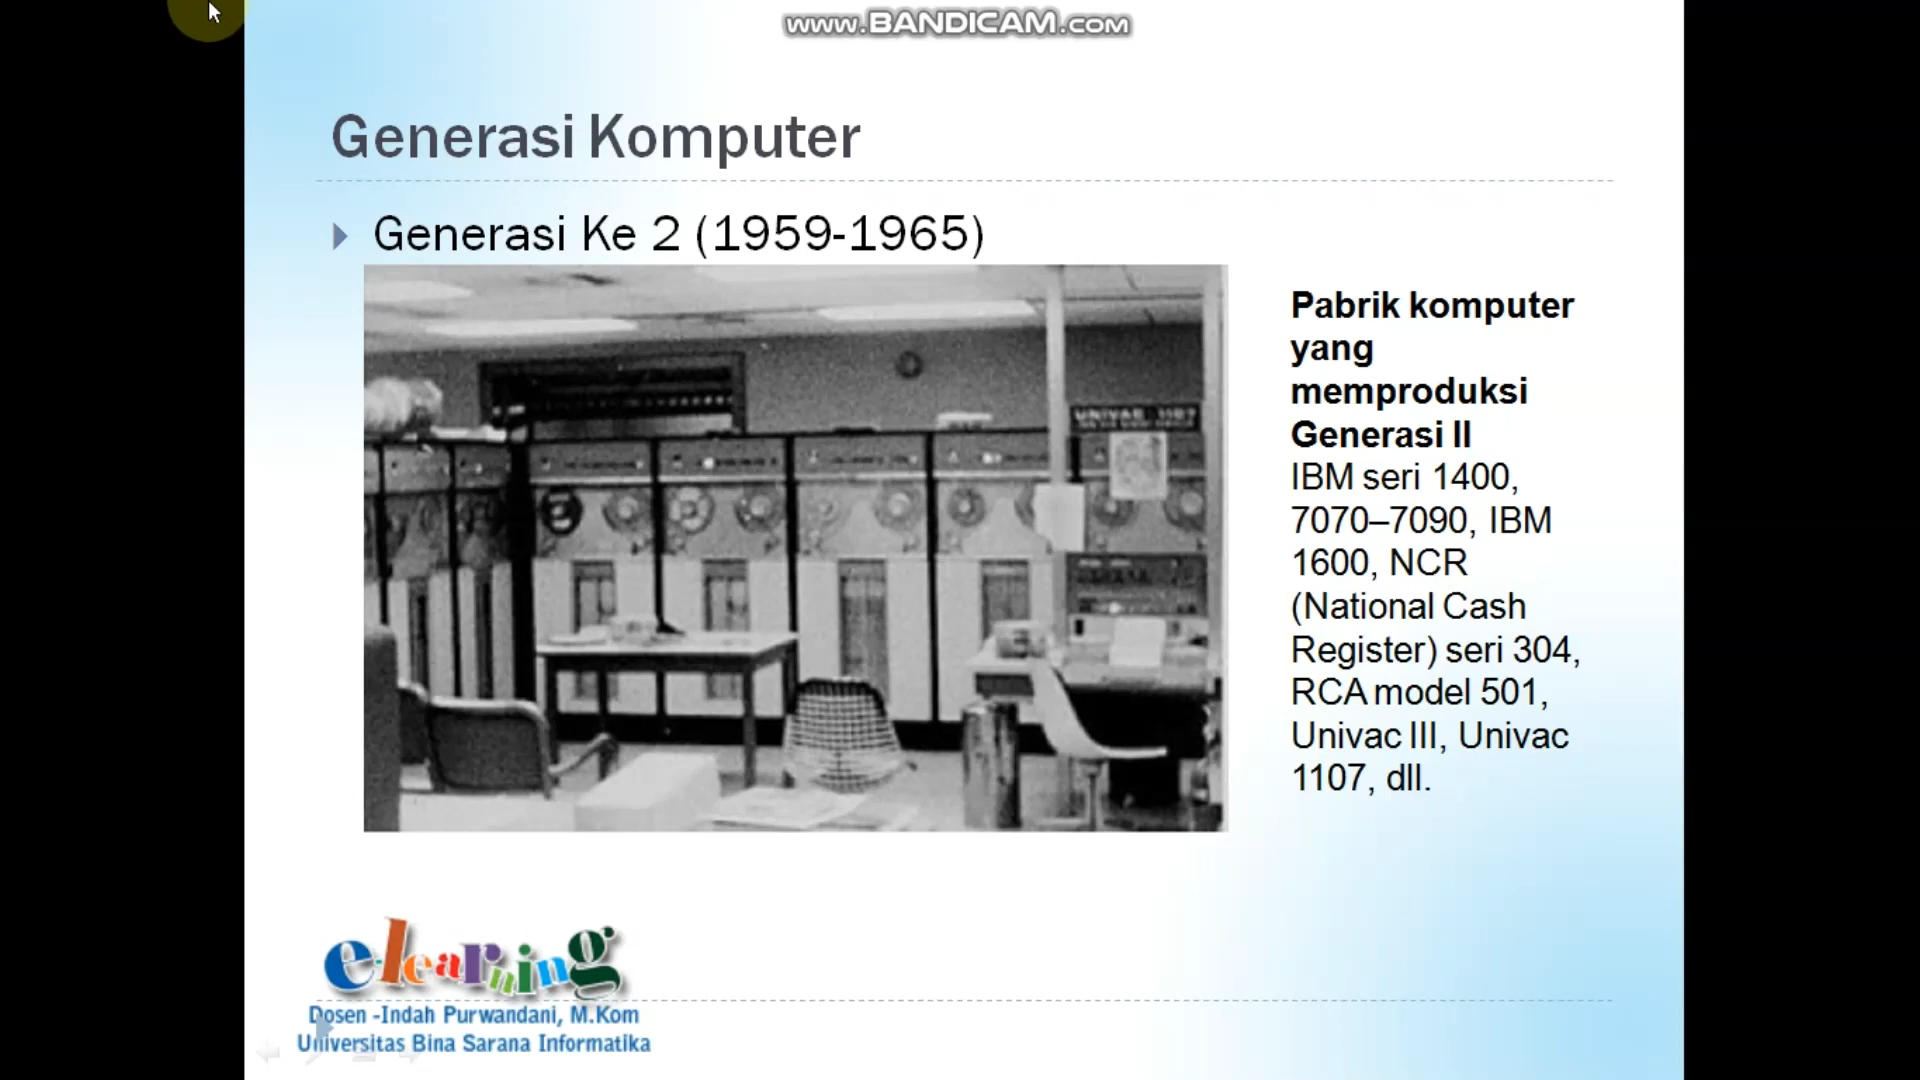 www.BANDICAM.com
Generasi Komputer
Generasi Ke 2 (1959-1965)
UNIVAC 1107
Pabrik komputer
yang
memproduksi
Generasi II
IBM seri 1400,
7070–7090, IBM
1600, NCR
(National Cash
Register) seri 304,
RCA model 501,
Univac III, Univac
1107, dll.
e-learning
Dosen -Indah Purwandani, M.Kom
Universitas Bina Sarana Informatika